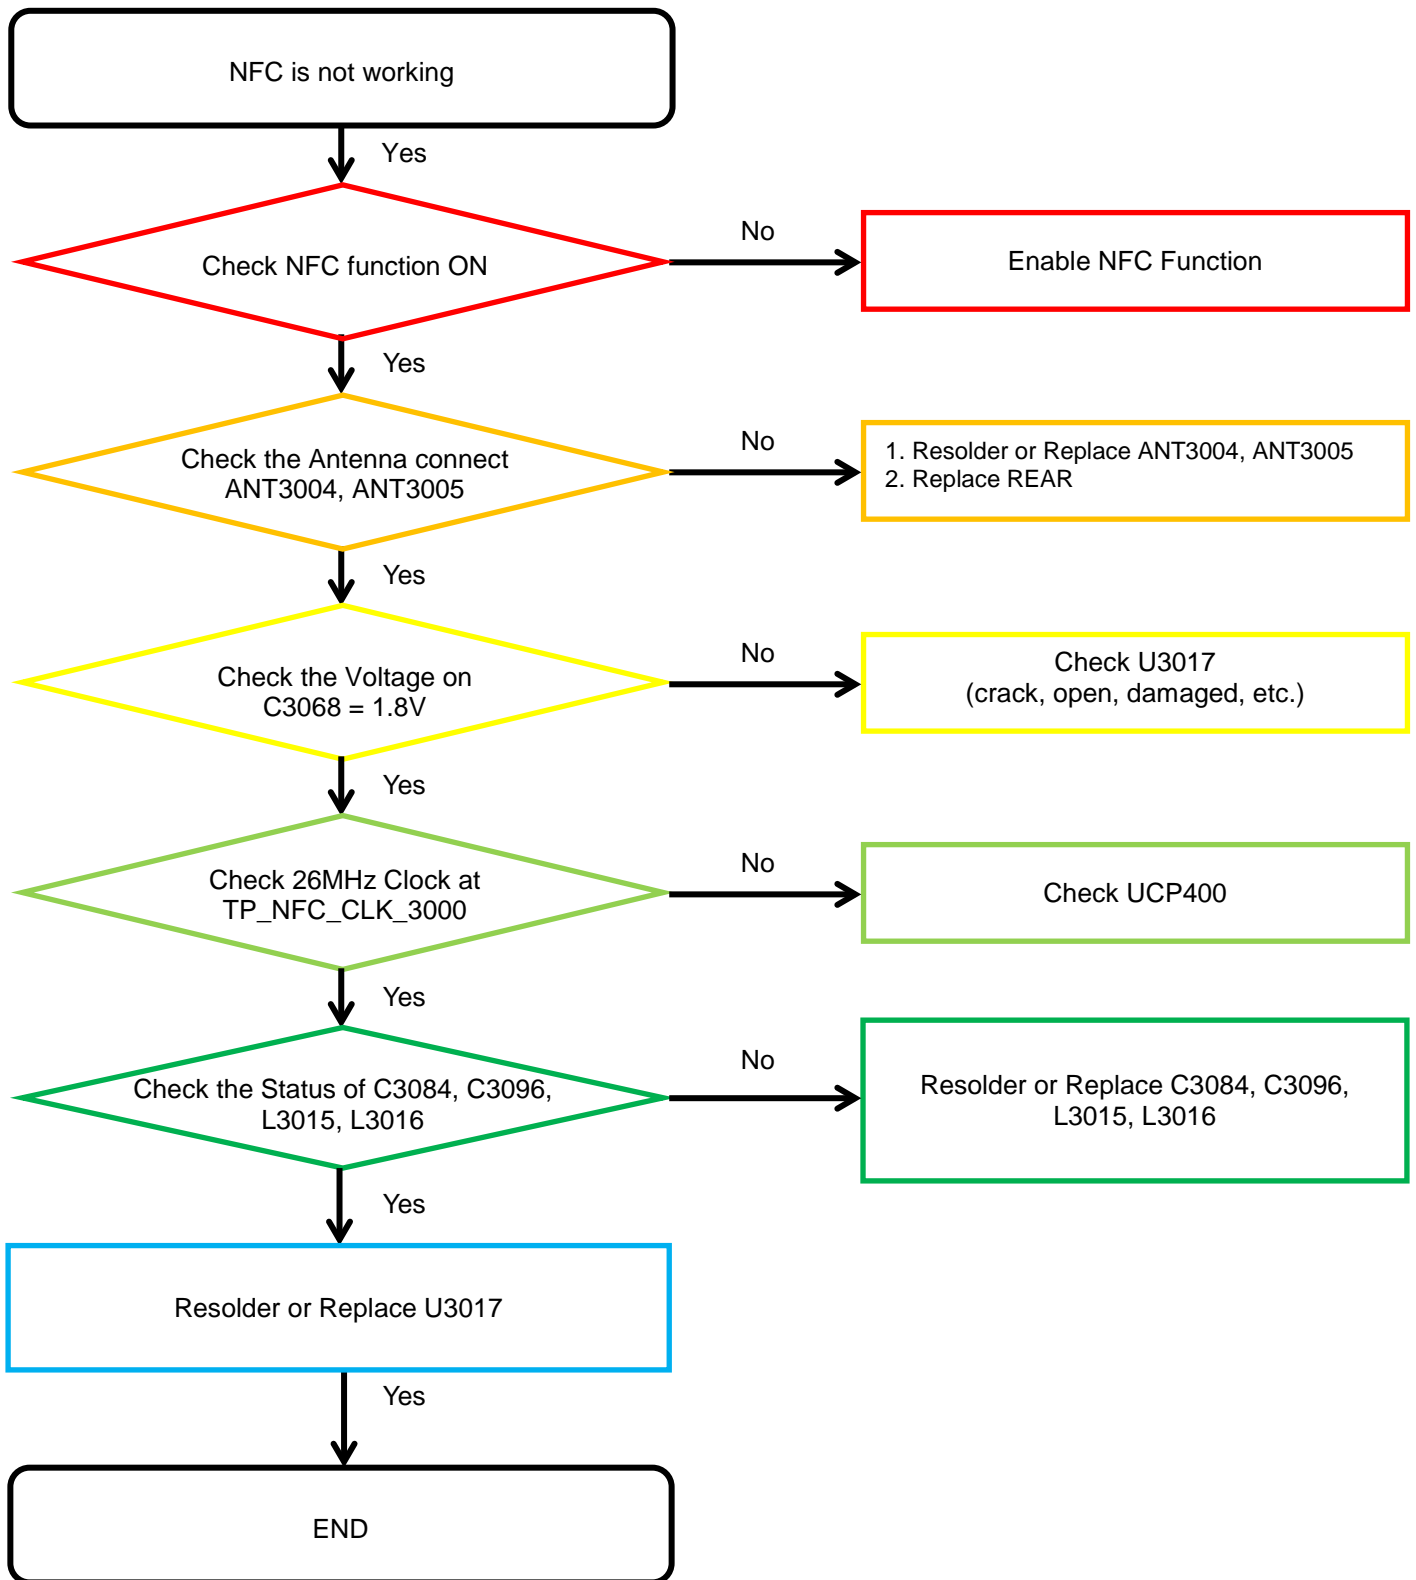 NFC is not working
Yes
Check NFC function ON
No
Enable NFC Function
Yes
Check the Antenna connect
ANT3004, ANT3005
No
1. Resolder or Replace ANT3004, ANT3005
2. Replace REAR
Yes
Check the Voltage on
C3068 = 1.8V
No
Check U3017
(crack, open, damaged, etc.)
Yes
Check 26MHz Clock at
TP_NFC_CLK_3000
No
Check UCP400
Yes
Check the Status of C3084, C3096,
L3015, L3016
No
Resolder or Replace C3084, C3096,
L3015, L3016
Yes
Resolder or Replace U3017
Yes
END